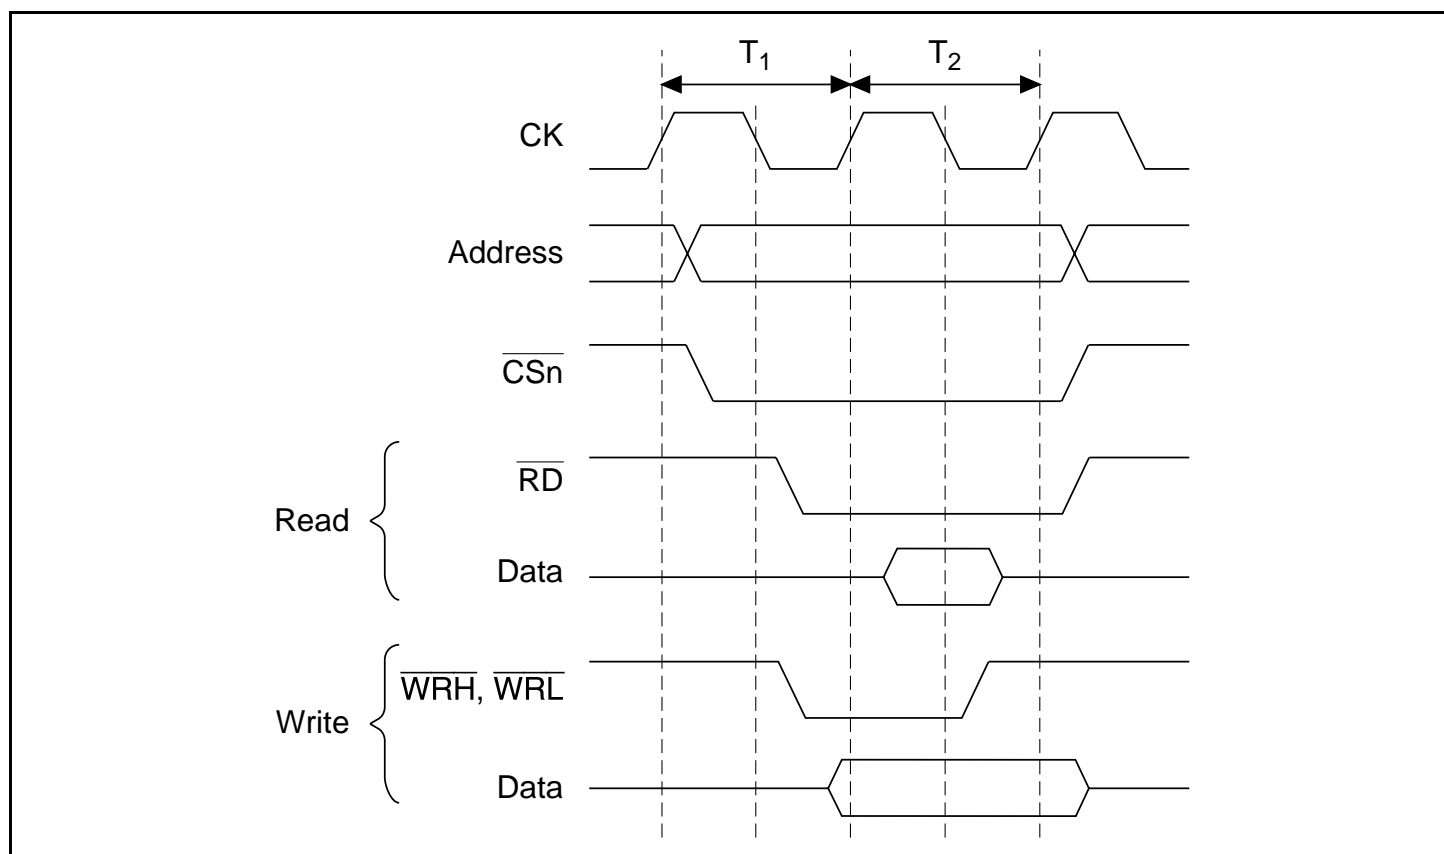 T1 T2
CK
Address
CSn
RD
Read
Data
WRH, WRL
Write
Data